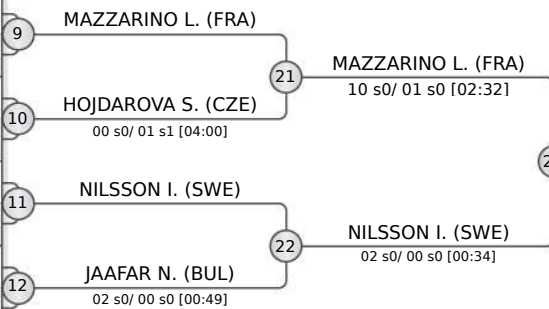 MAZZARINO L. (FRA)
9
MAZZARINO L. (FRA)
21
10 s0/ 01 s0 [02:32]
HOJDAROVA S. (CZE)
10
00 s0/ 01 s1 [04:00]
NILSSON I. (SWE)
11
NILSSON I. (SWE)
22
02 s0/ 00 s0 [00:34]
JAAFAR N. (BUL)
12
02 s0/ 00 s0 [00:49]